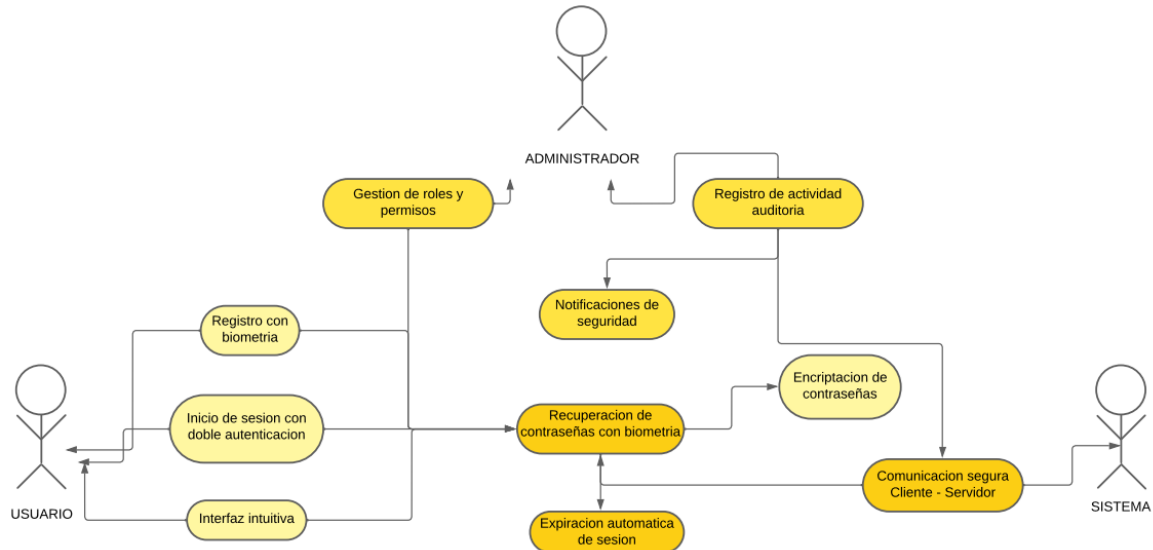 ADMINISTRADOR
Gestion de roles y
permisos
Registro de actividad
auditoria
Notificaciones de
seguridad
Registro con
biometria
Encriptacion de
contraseñas
Inicio de sesion con
doble autenticacion
Recuperacion de
contraseñas con biometria
Comunicacion segura
Cliente - Servidor
USUARIO
Interfaz intuitiva
Expiracion automatica
de sesion
SISTEMA